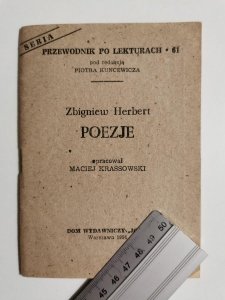 SERIA
PRZEWODNIK PO LEKTURACH • 61
pod redakcją
PIOTRA KUNCEWICZA
Zbigniew Herbert
POEZJE
opracował
MACIEJ KRASSOWSKI
DOM WYDAWNICZY
Warszawa
45 46 47 48 49 50